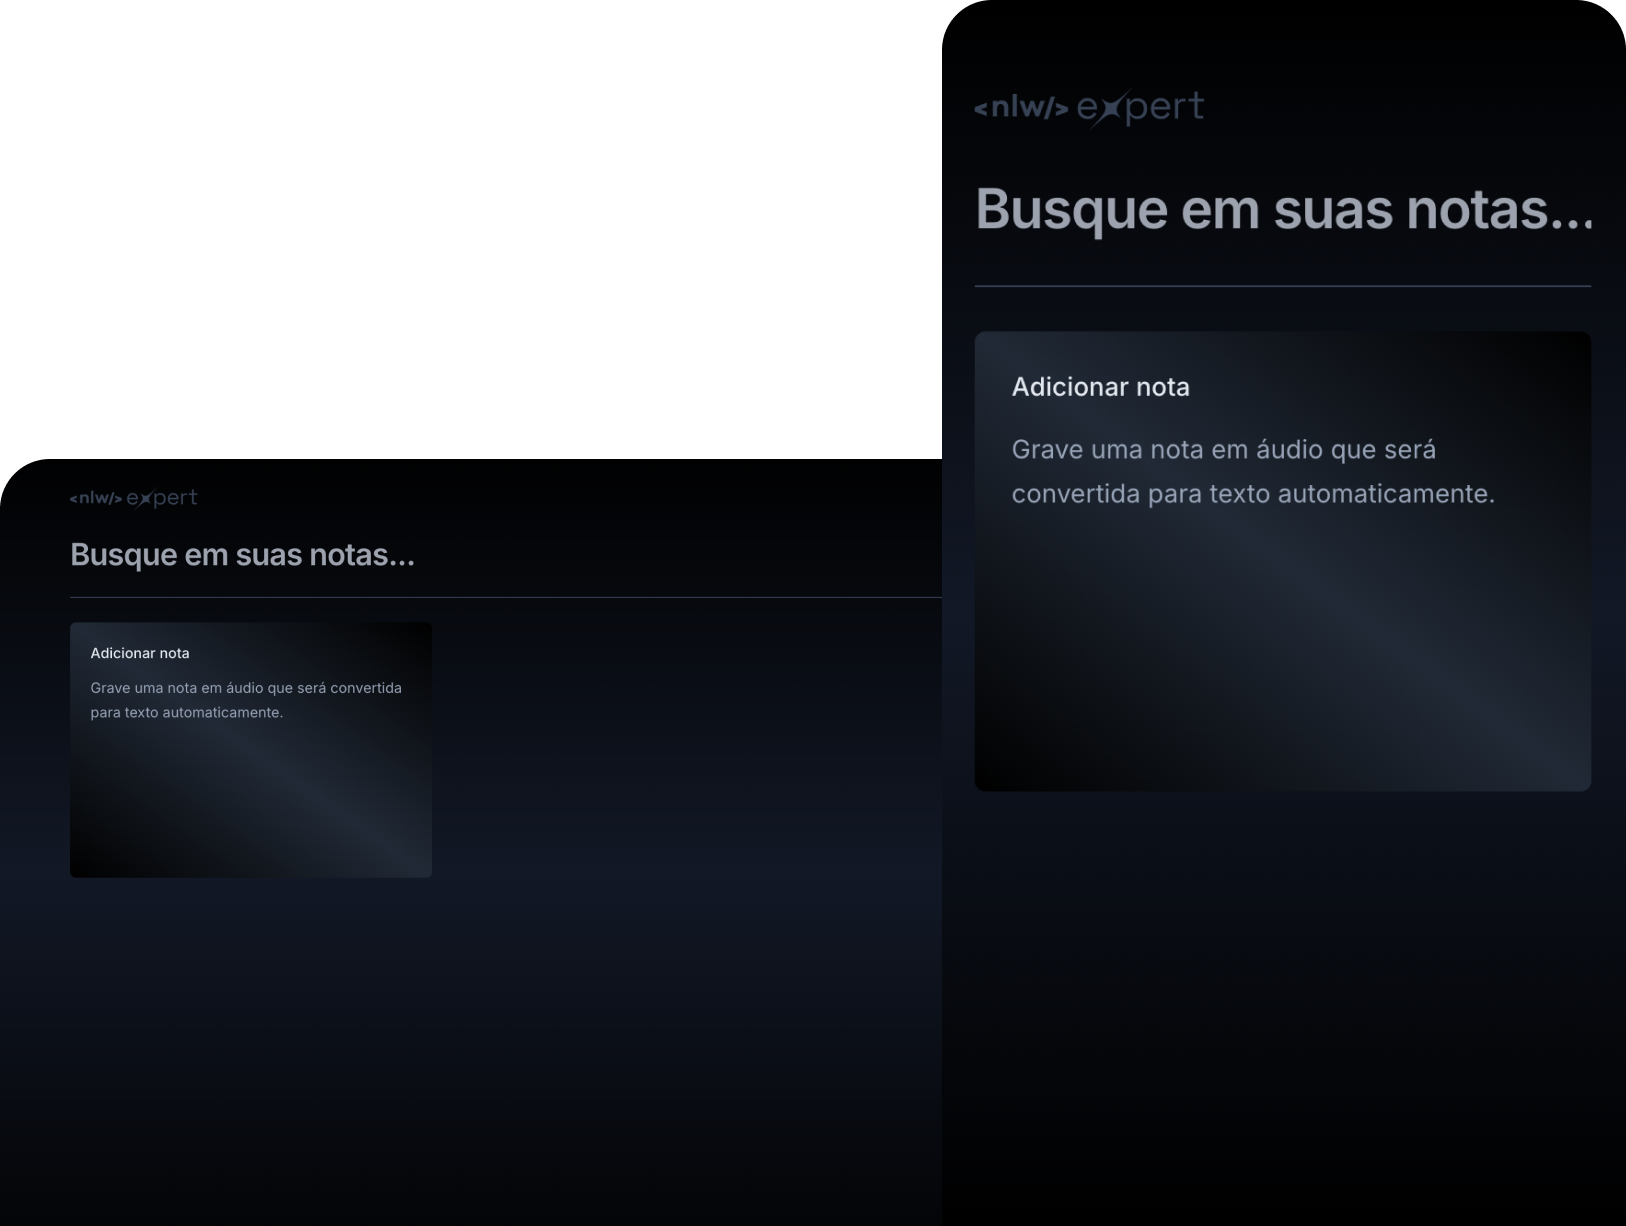 <nlw/> expert
Busque em suas notas...
Adicionar nota
Grave uma nota em áudio que será convertida
para texto automaticamente.
<nlw/> expert
Busque em suas notas...
Adicionar nota
Grave uma nota em áudio que será
convertida para texto automaticamente.